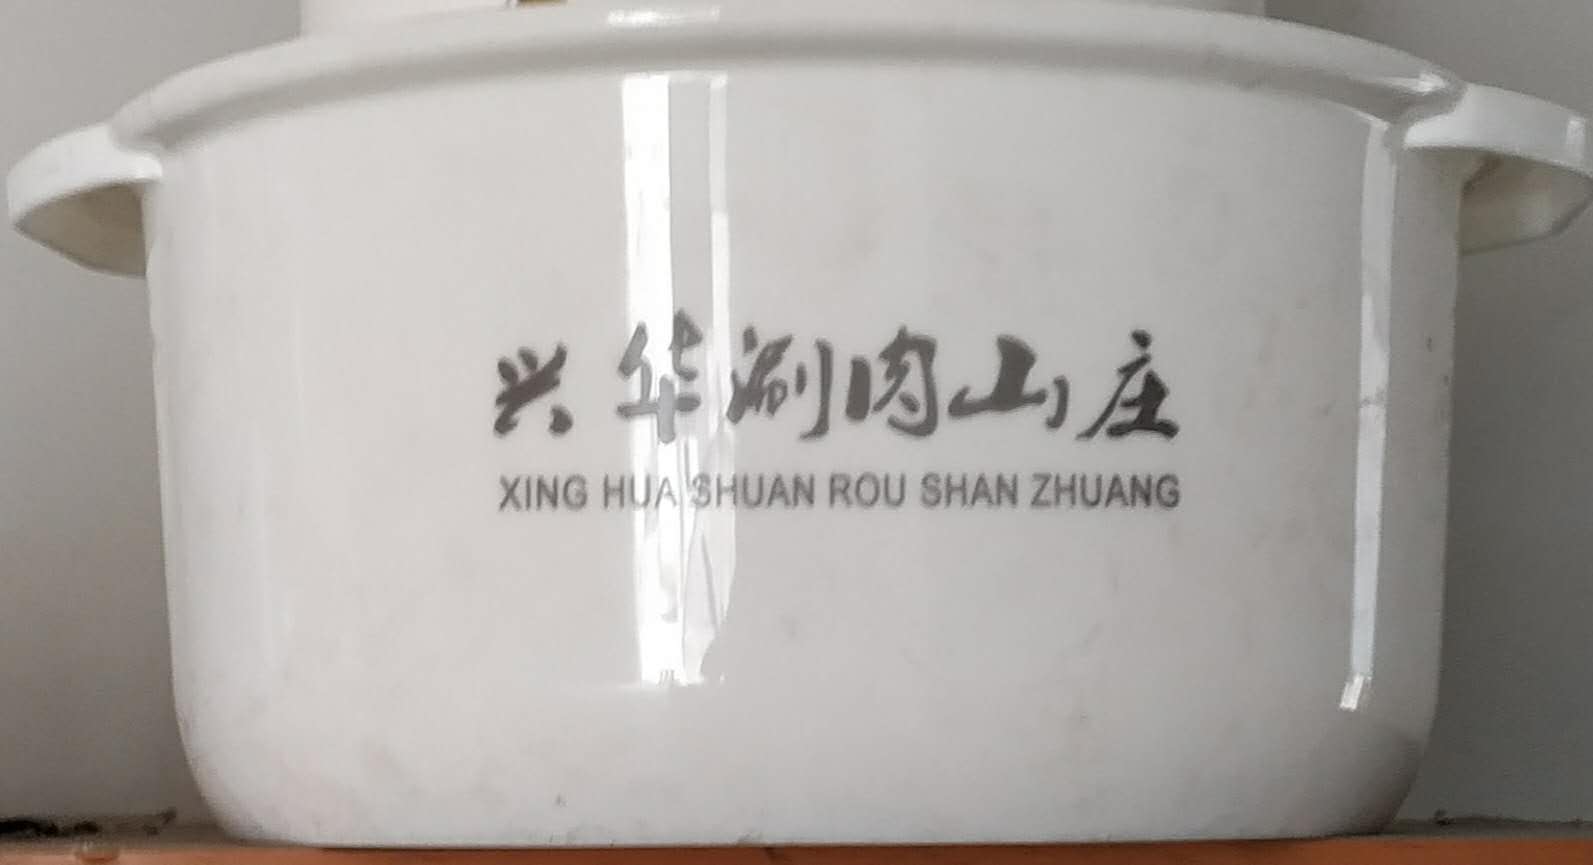 兴华涮肉山庄
XING HUA SHUAN ROU SHAN ZHUANG